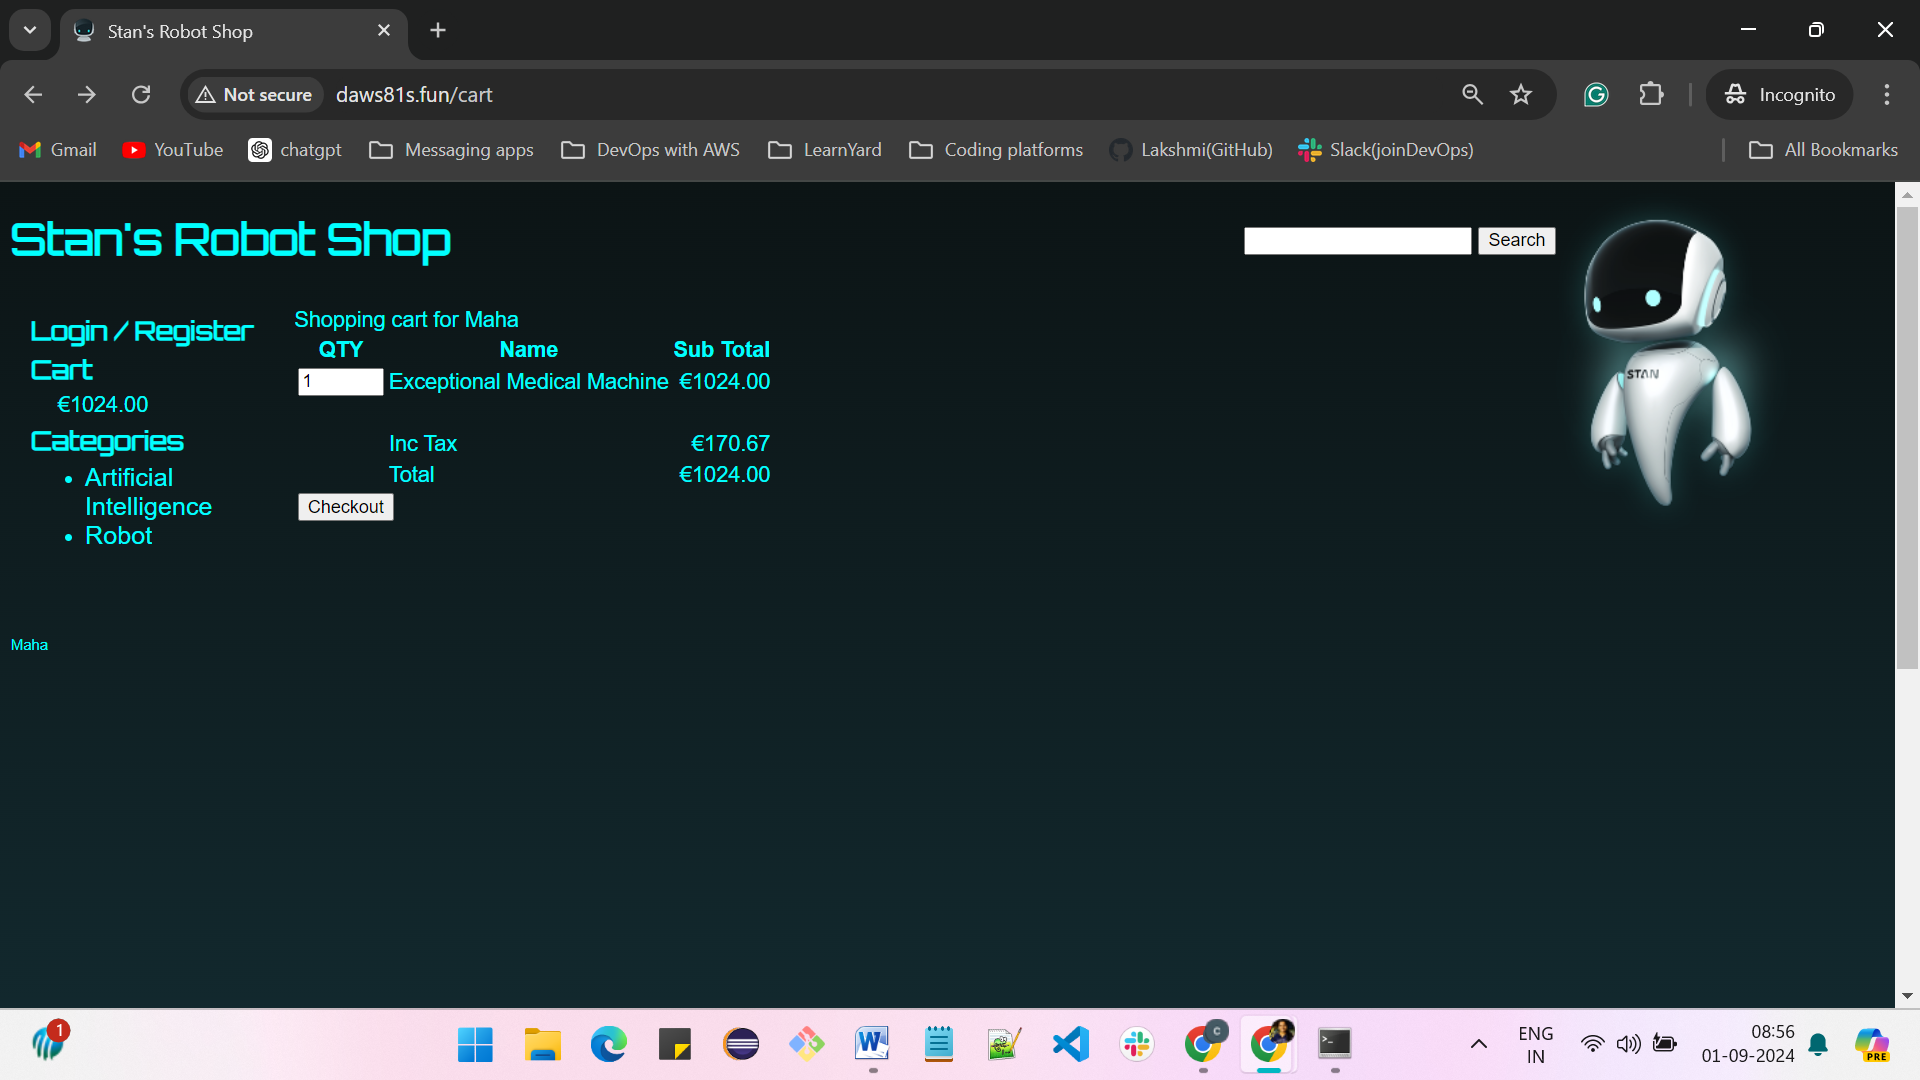 Stan's Robot Shop
Not secure
daws81s.fun/cart
Incognito
Gmail
YouTube
chatgpt
Messaging apps
DevOps with AWS
LearnYard
Coding platforms
Lakshmi(GitHub)
Slack(joinDevOps)
All Bookmarks
Stan's Robot Shop
Search
STAN
Login / Register
Cart
€1024.00
Categories
• Artificial
Intelligence
• Robot
Shopping cart for Maha
QTY Name Sub Total
1 Exceptional Medical Machine €1024.00
Inc Tax €170.67
Total €1024.00
Checkout
Maha
1
C
ENG
IN
08:56
01-09-2024
PRE